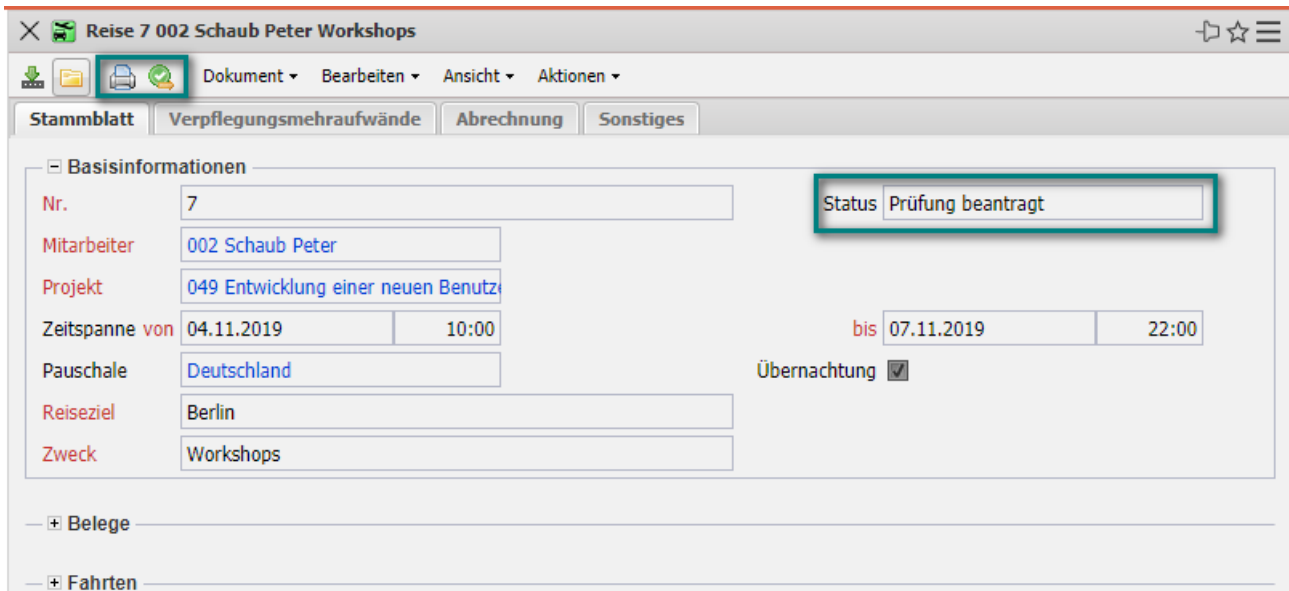 Reise 7 002 Schaub Peter Workshops
Dokument Bearbeiten Ansicht Aktionen
Stammblatt Verpflegungsmehraufwände Abrechnung Sonstiges
Basisinformationen
Nr. 7 Status Prüfung beantragt
Mitarbeiter 002 Schaub Peter
Projekt 049 Entwicklung einer neuen Benutze
Zeitspanne von 04.11.2019 10:00 bis 07.11.2019 22:00
Pauschale Deutschland Übernachtung
Reiseziel Berlin
Zweck Workshops
Belege
Fahrten